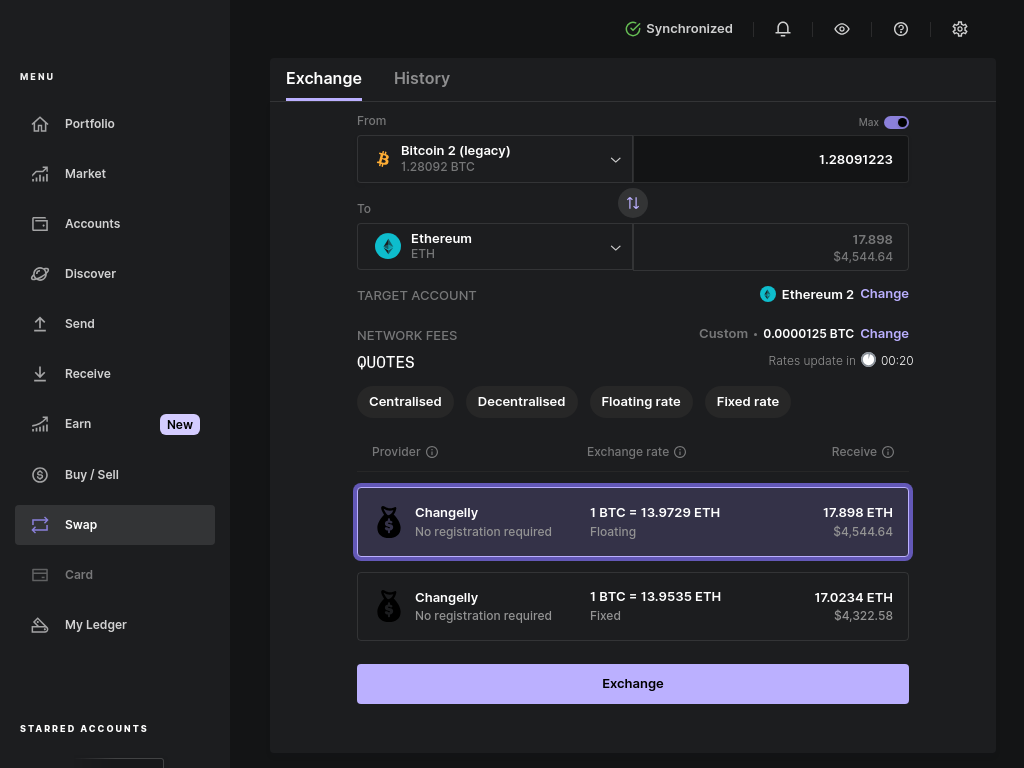 Synchronized
MENU
Portfolio
Market
Accounts
Discover
Send
Receive
Earn New
Buy / Sell
Swap
Card
My Ledger
STARRED ACCOUNTS
Exchange History
From Max
Bitcoin 2 (legacy)
1.28092 BTC
1.28091223
To
Ethereum
ETH
17.898
$4,544.64
TARGET ACCOUNT Ethereum 2 Change
NETWORK FEES Custom • 0.0000125 BTC Change
QUOTES Rates update in 00:20
Centralised Decentralised Floating rate Fixed rate
Provider Exchange rate Receive
Changelly 1 BTC = 13.9729 ETH 17.898 ETH
No registration required Floating $4,544.64
Changelly 1 BTC = 13.9535 ETH 17.0234 ETH
No registration required Fixed $4,322.58
Exchange